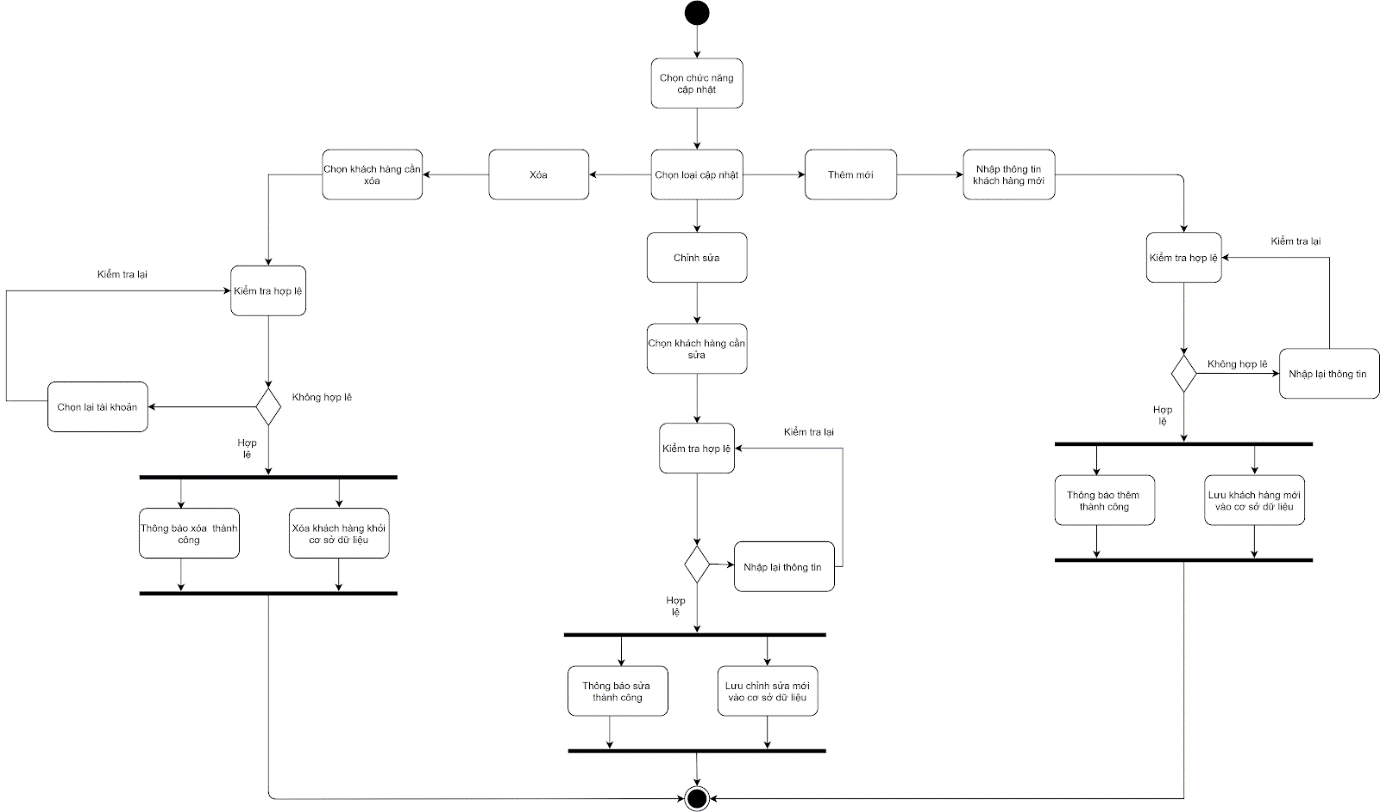 Chọn chức năng
cập nhật
Chọn khách hàng cần
xóa
Xóa
Chọn loại cập nhật
Thêm mới
Nhập thông tin
khách hàng mới
Chỉnh sửa
Kiểm tra hợp lệ
Kiểm tra lại
Kiểm tra lại
Kiểm tra hợp lệ
Chọn khách hàng cần
sửa
Không hợp lê
Nhập lại thông tin
Chọn lại tài khoản
Không hợp lê
Hợp
lệ
Kiểm tra lại
Kiểm tra hợp lệ
Hợp
lệ
Thông báo thêm
thành công
Lưu khách hàng mới
vào cơ sở dữ liệu
Thông báo xóa thành
công
Xóa khách hàng khỏi
cơ sở dữ liệu
Nhập lại thông tin
Hợp
lệ
Thông báo sửa
thành công
Lưu chỉnh sửa mới
vào cơ sở dữ liệu